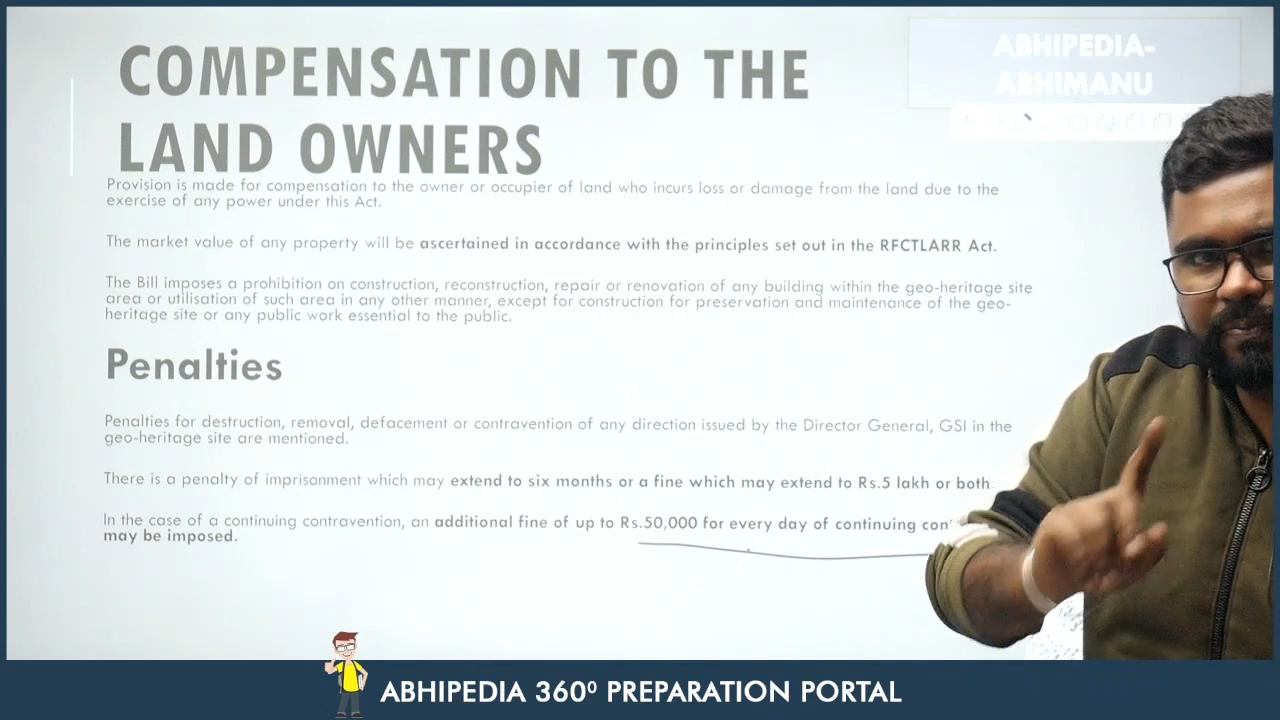 COMPENSATION TO THE
LAND OWNERS
ABHIPEDIA-
ABHIMANU
Provision is made for compensation to the owner or occupier of land who incurs loss or damage from the land due to the
exercise of any power under this Act.
The market value of any property will be ascertained in accordance with the principles set out in the RFCTLARR Act.
The Bill imposes a prohibition on construction, reconstruction, repair or renovation of any building within the geo-heritage site
area or utilisation of such area in any other manner, except for construction for preservation and maintenance of the geo-
heritage site or any public work essential to the public.
Penalties
Penalties for destruction, removal, defacement or contravention of any direction issued by the Director General, GSI in the
geo-heritage site are mentioned.
There is a penalty of imprisonment which may extend to six months or a fine which may extend to Rs.5 lakh or both
In the case of a continuing contravention, an additional fine of up to Rs.50,000 for every day of continuing
may be imposed.
ABHIPEDIA 360⁰ PREPARATION PORTAL